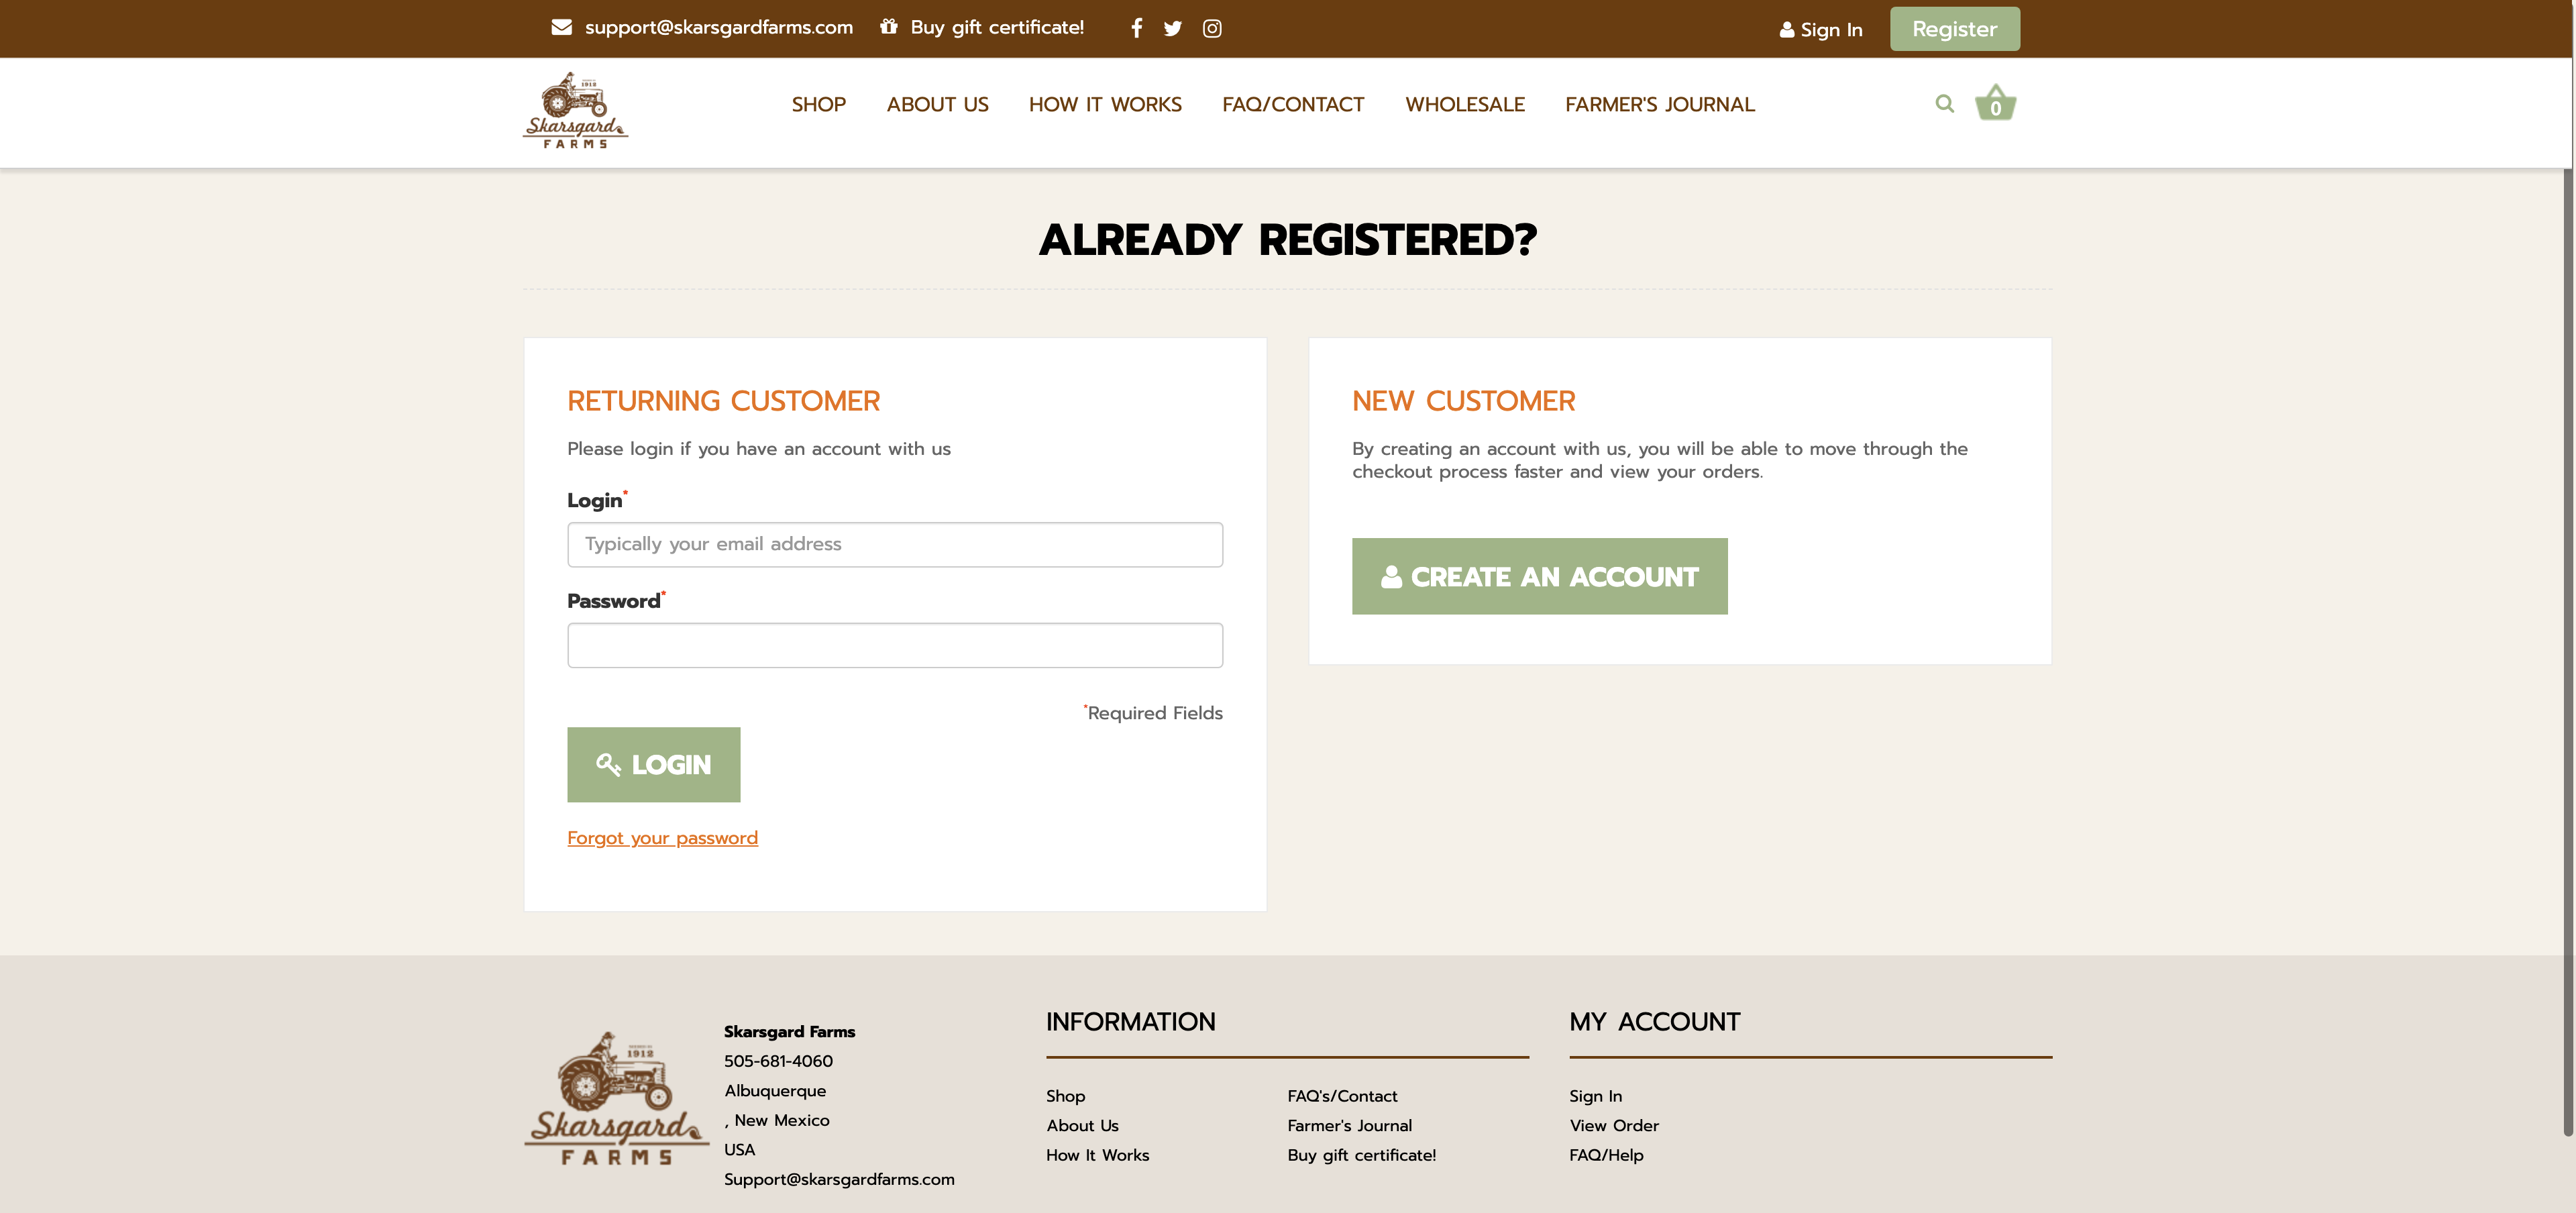 support@skarsgardfarms.com Buy gift certificate! Sign In Register
1912
Skarsgard
FARMS
SHOP ABOUT US HOW IT WORKS FAQ/CONTACT WHOLESALE FARMER'S JOURNAL 0
ALREADY REGISTERED?
RETURNING CUSTOMER
Please login if you have an account with us
Login*
Typically your email address
Password*
*Required Fields
LOGIN
Forgot your password
NEW CUSTOMER
By creating an account with us, you will be able to move through the
checkout process faster and view your orders.
CREATE AN ACCOUNT
1912
Skarsgard
FARMS
Skarsgard Farms
505-681-4060
Albuquerque
, New Mexico
USA
Support@skarsgardfarms.com
INFORMATION
Shop
About Us
How It Works
FAQ's/Contact
Farmer's Journal
Buy gift certificate!
MY ACCOUNT
Sign In
View Order
FAQ/Help